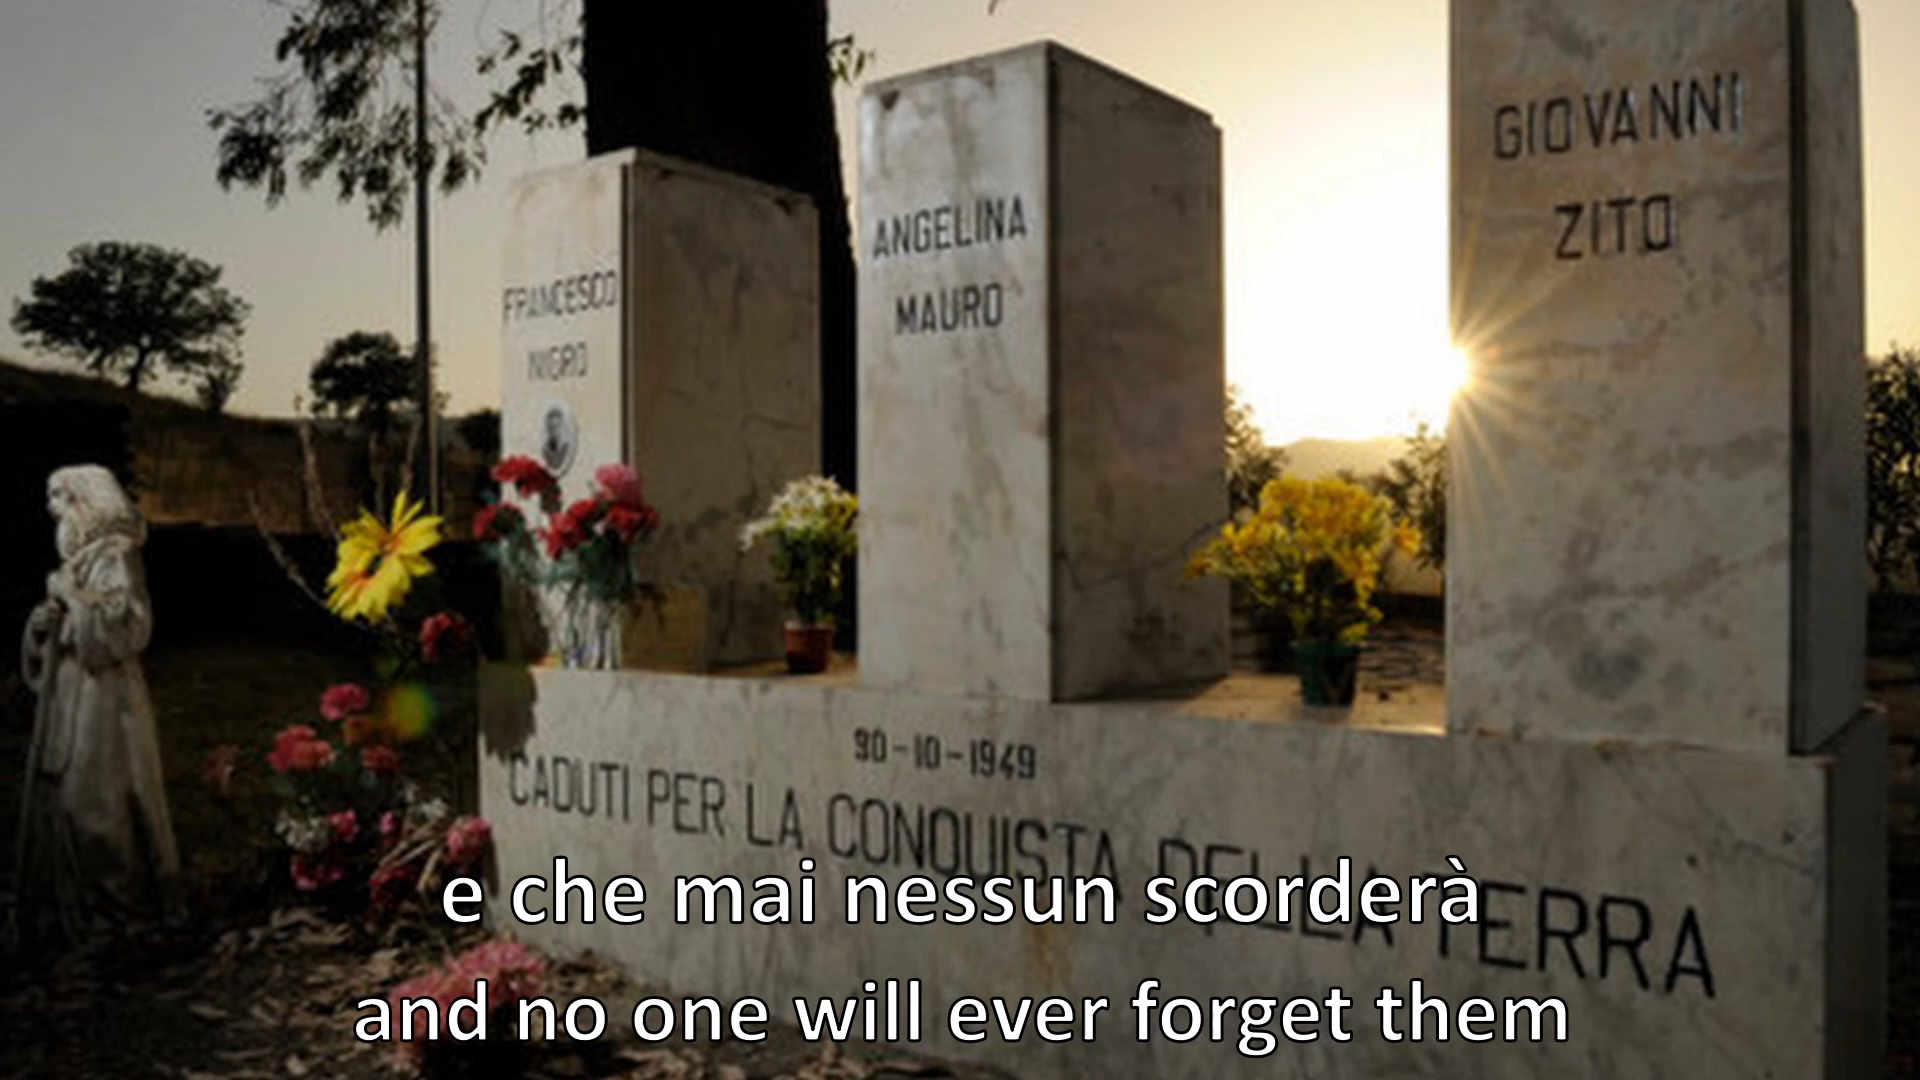 FRANCESCO
NIGRO
ANGELINA
MAURO
GIOVANNI
ZITO
30-10-1949
CADUTI PER LA CONQUISTA DELLA TERRA
e che mai nessun scorderà
and no one will ever forget them